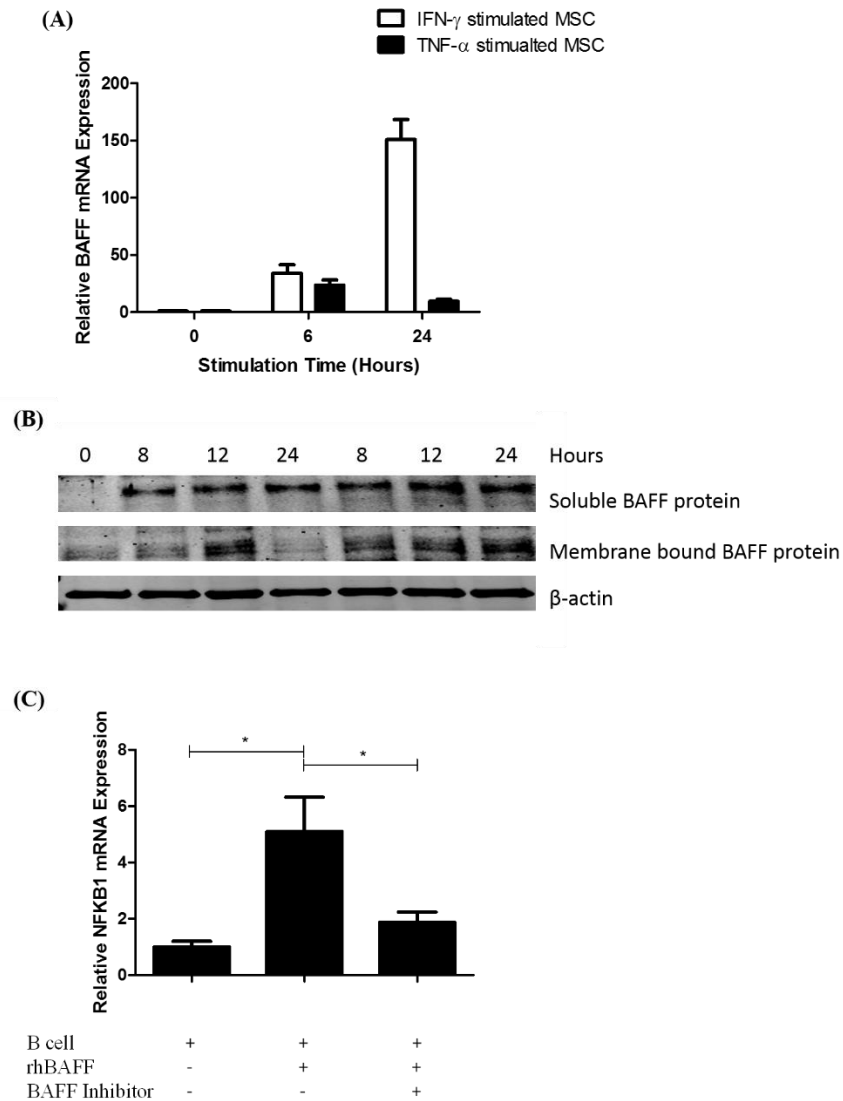 (A)
IFN-γ stimulated MSC
TNF-α stimualted MSC
Relative BAFF mRNA Expression
200
150
100
50
0
0 6 24
Stimulation Time (Hours)
(B)
0 8 12 24 8 12 24 Hours
Soluble BAFF protein
Membrane bound BAFF protein
β-actin
(C)
Relative NFKB1 mRNA Expression
8
6
4
2
0
* *
B cell + + +
rhBAFF - + +
BAFF Inhibitor - - +